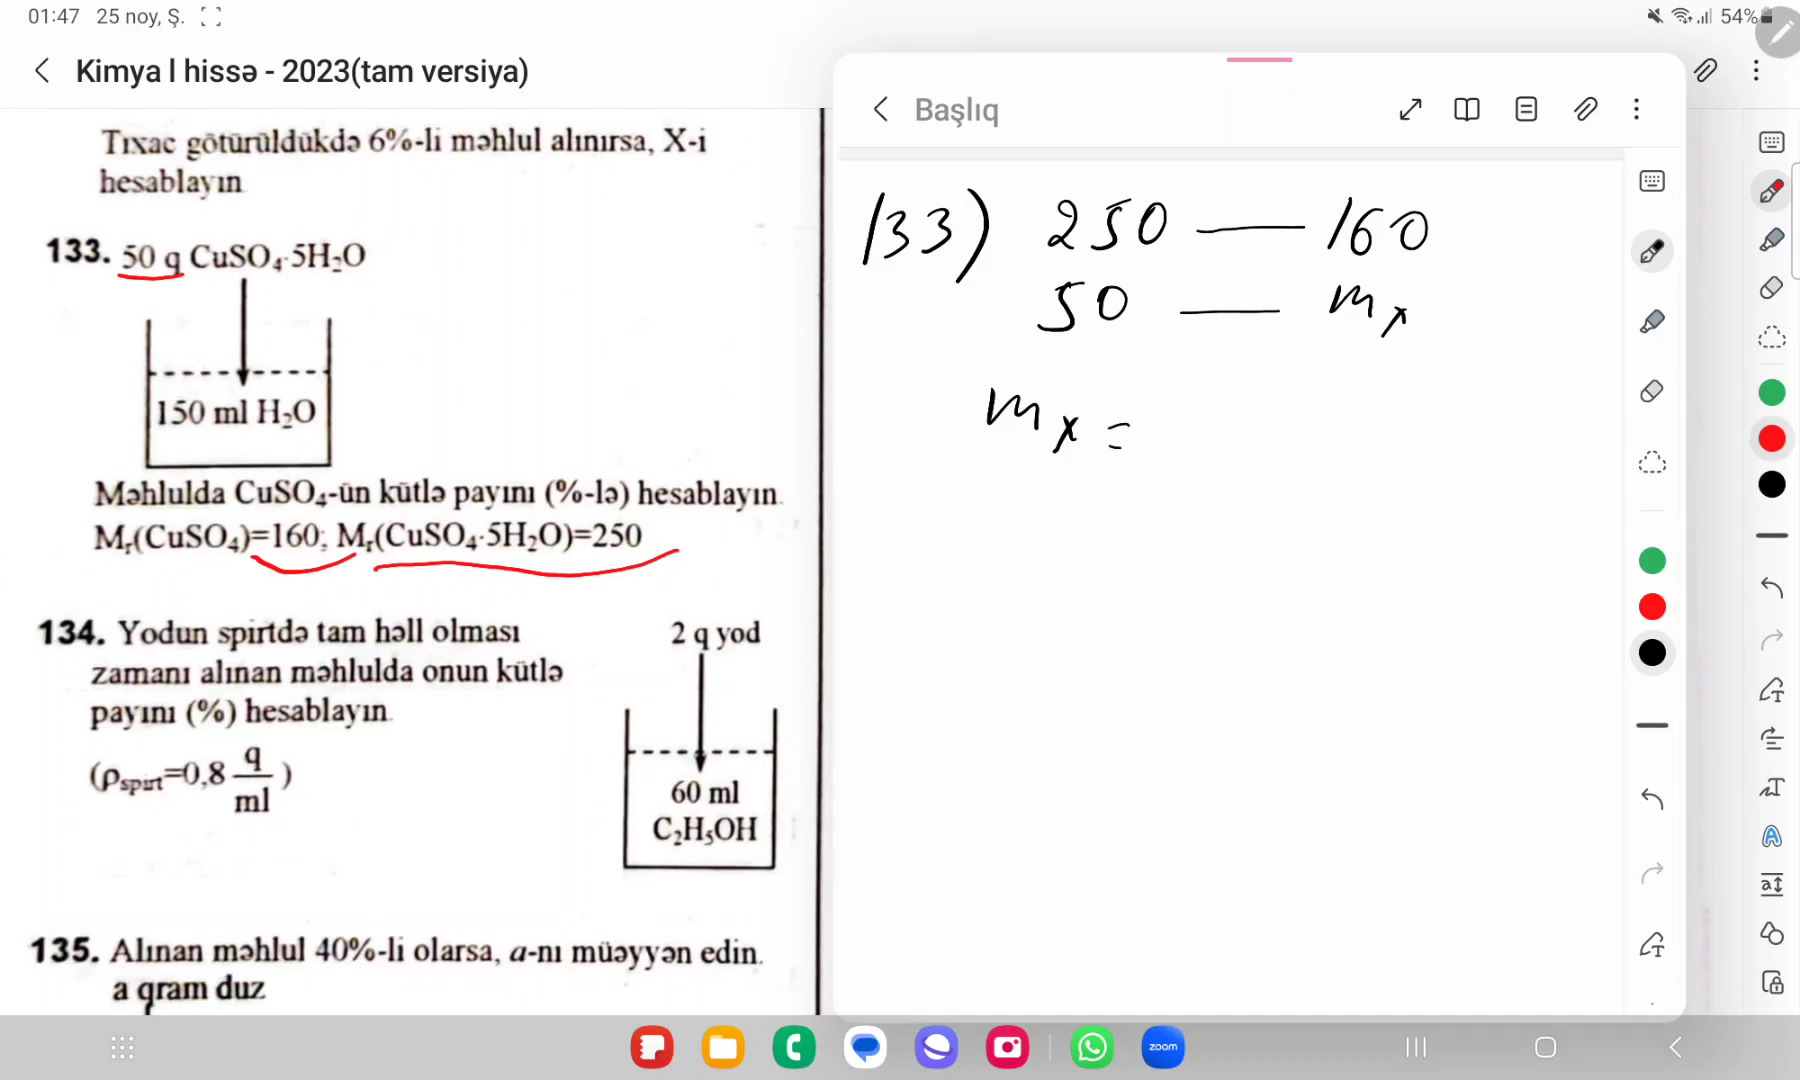 01:47 25 noy, Ş.
54%
Kimya I hissə - 2023(tam versiya)
Tıxac götürüldükdə 6%-li məhlul alınırsa, X-i
hesablayın
133. 50 q CuSO₄·5H₂O
150 ml H₂O
Məhlulda CuSO₄-ün kütlə payını (%-lə) hesablayın.
Mᵣ(CuSO₄)=160; Mᵣ(CuSO₄·5H₂O)=250
134. Yodun spirtdə tam həll olması
zamanı alınan məhlulda onun kütlə
payını (%) hesablayın.
(ρspirt=0,8 q/ml)
2 q yod
60 ml
C₂H₅OH
135. Alınan məhlul 40%-li olarsa, a-nı müəyyən edin.
a qram duz
Başlıq
133) 250 — 160
50 — mx
mx =
zoom